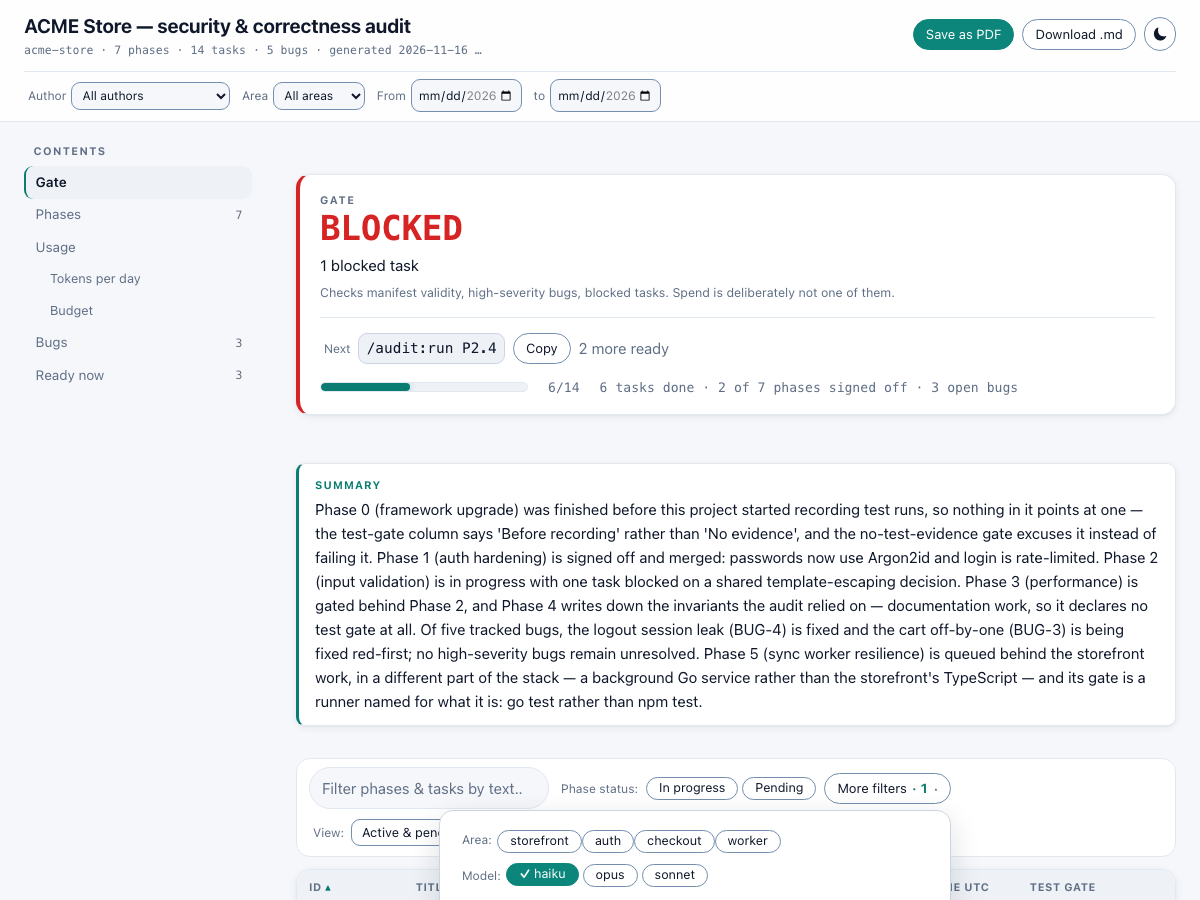 ACME Store — security & correctness audit
acme-store · 7 phases · 14 tasks · 5 bugs · generated 2026-11-16 …
Save as PDF
Download .md
Author
All authors
Area
All areas
From
mm/dd/2026
to
mm/dd/2026
CONTENTS
Gate
Phases 7
Usage
Tokens per day
Budget
Bugs 3
Ready now 3
GATE
BLOCKED
1 blocked task
Checks manifest validity, high-severity bugs, blocked tasks. Spend is deliberately not one of them.
Next /audit:run P2.4 Copy 2 more ready
6/14 6 tasks done · 2 of 7 phases signed off · 3 open bugs
SUMMARY
Phase 0 (framework upgrade) was finished before this project started recording test runs, so nothing in it points at one —
the test-gate column says 'Before recording' rather than 'No evidence', and the no-test-evidence gate excuses it instead of
failing it. Phase 1 (auth hardening) is signed off and merged: passwords now use Argon2id and login is rate-limited. Phase 2
(input validation) is in progress with one task blocked on a shared template-escaping decision. Phase 3 (performance) is
gated behind Phase 2, and Phase 4 writes down the invariants the audit relied on — documentation work, so it declares no
test gate at all. Of five tracked bugs, the logout session leak (BUG-4) is fixed and the cart off-by-one (BUG-3) is being
fixed red-first; no high-severity bugs remain unresolved. Phase 5 (sync worker resilience) is queued behind the storefront
work, in a different part of the stack — a background Go service rather than the storefront's TypeScript — and its gate is a
runner named for what it is: go test rather than npm test.
Filter phases & tasks by text..
Phase status: In progress Pending More filters · 1 ·
View: Active & pen
Area: storefront auth checkout worker
Model: ✓ haiku opus sonnet
ID ▲ TITL E UTC TEST GATE